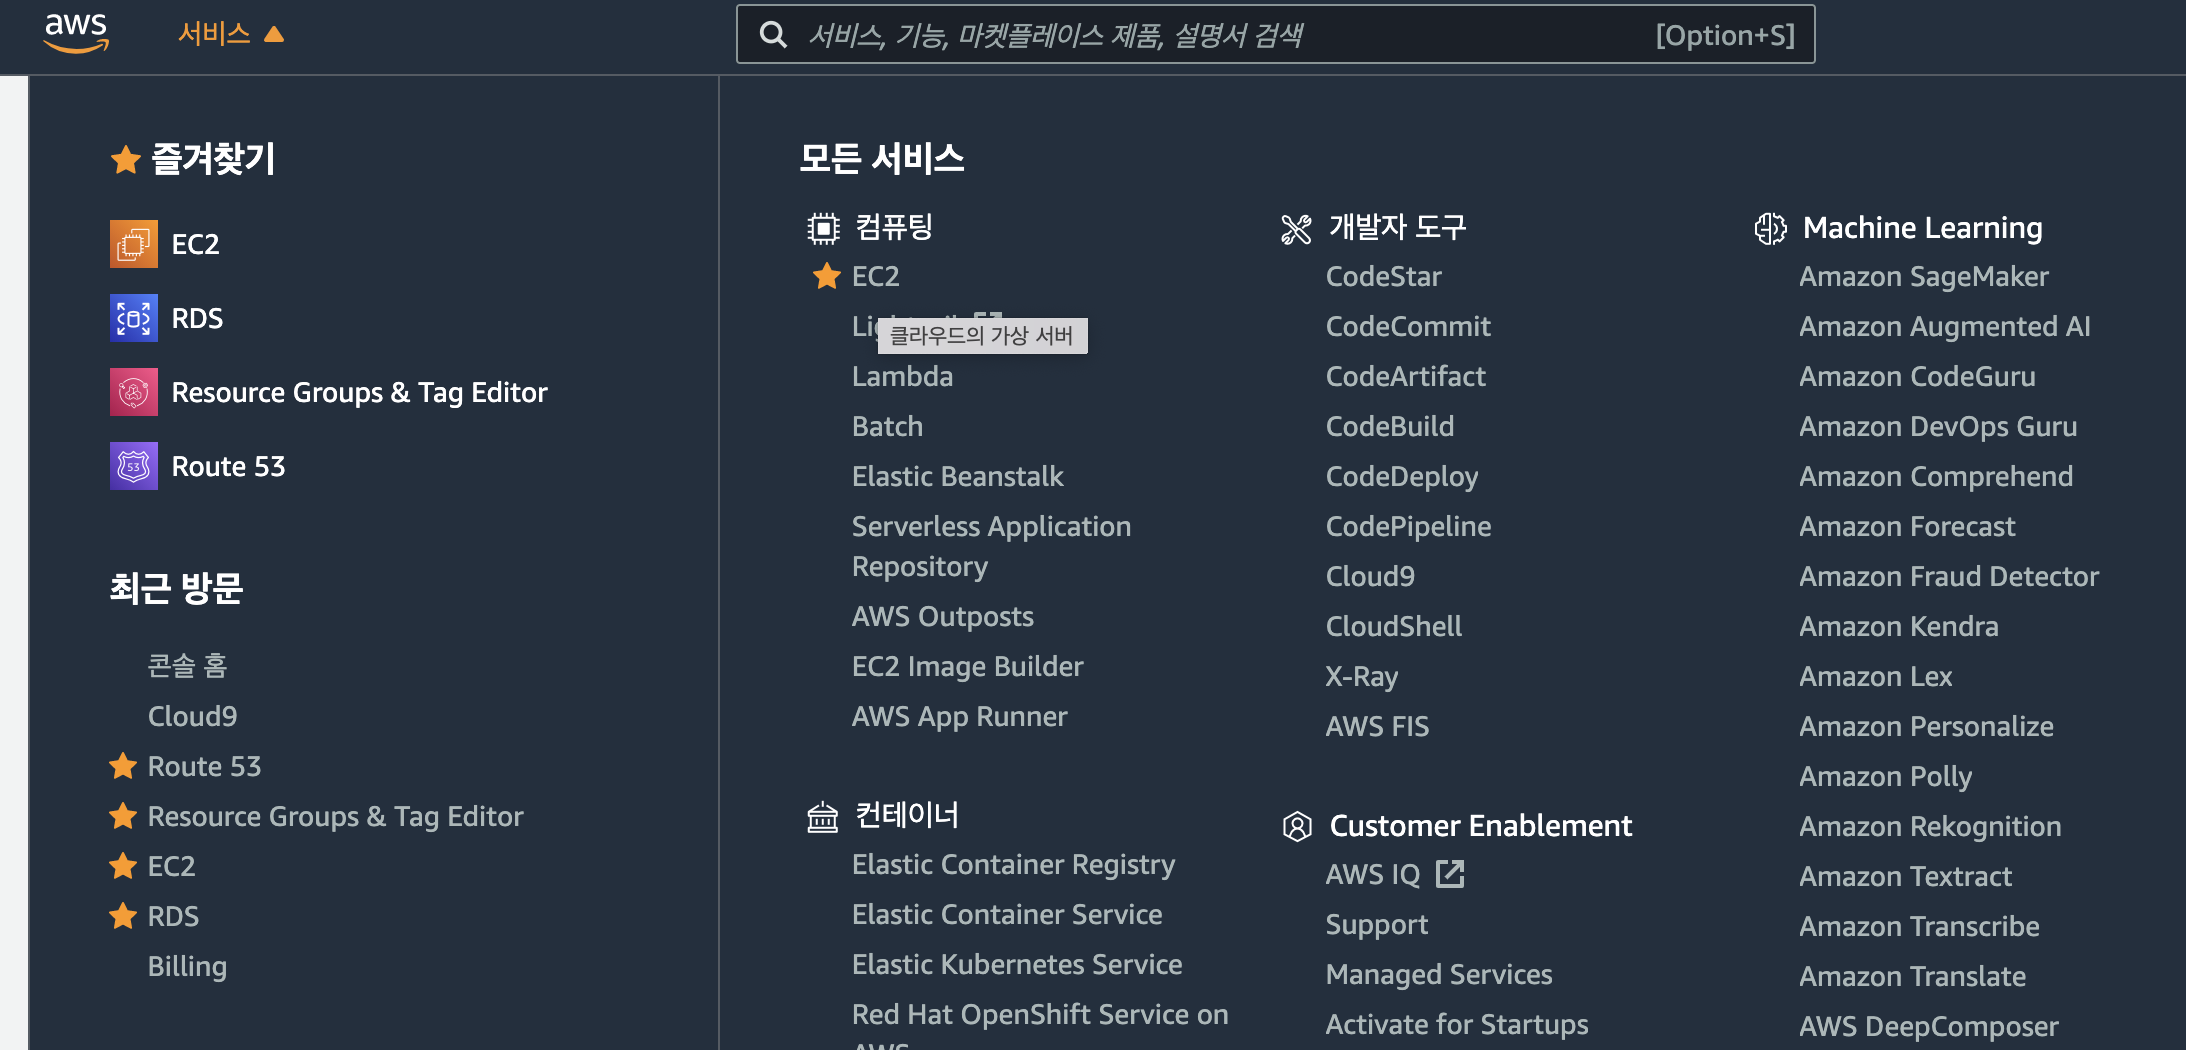 aws
서비스
서비스, 기능, 마켓플레이스 제품, 설명서 검색
[Option+S]
즐겨찾기
EC2
RDS
Resource Groups & Tag Editor
53
Route 53
최근 방문
콘솔 홈
Cloud9
Route 53
Resource Groups & Tag Editor
EC2
RDS
Billing
모든 서비스
컴퓨팅
EC2
클라우드의 가상 서버
Lambda
Batch
Elastic Beanstalk
Serverless Application
Repository
AWS Outposts
EC2 Image Builder
AWS App Runner
컨테이너
Elastic Container Registry
Elastic Container Service
Elastic Kubernetes Service
Red Hat OpenShift Service on
AWS
개발자 도구
CodeStar
CodeCommit
CodeArtifact
CodeBuild
CodeDeploy
CodePipeline
Cloud9
CloudShell
X-Ray
AWS FIS
Customer Enablement
AWS IQ
Support
Managed Services
Activate for Startups
Machine Learning
Amazon SageMaker
Amazon Augmented AI
Amazon CodeGuru
Amazon DevOps Guru
Amazon Comprehend
Amazon Forecast
Amazon Fraud Detector
Amazon Kendra
Amazon Lex
Amazon Personalize
Amazon Polly
Amazon Rekognition
Amazon Textract
Amazon Transcribe
Amazon Translate
AWS DeepComposer